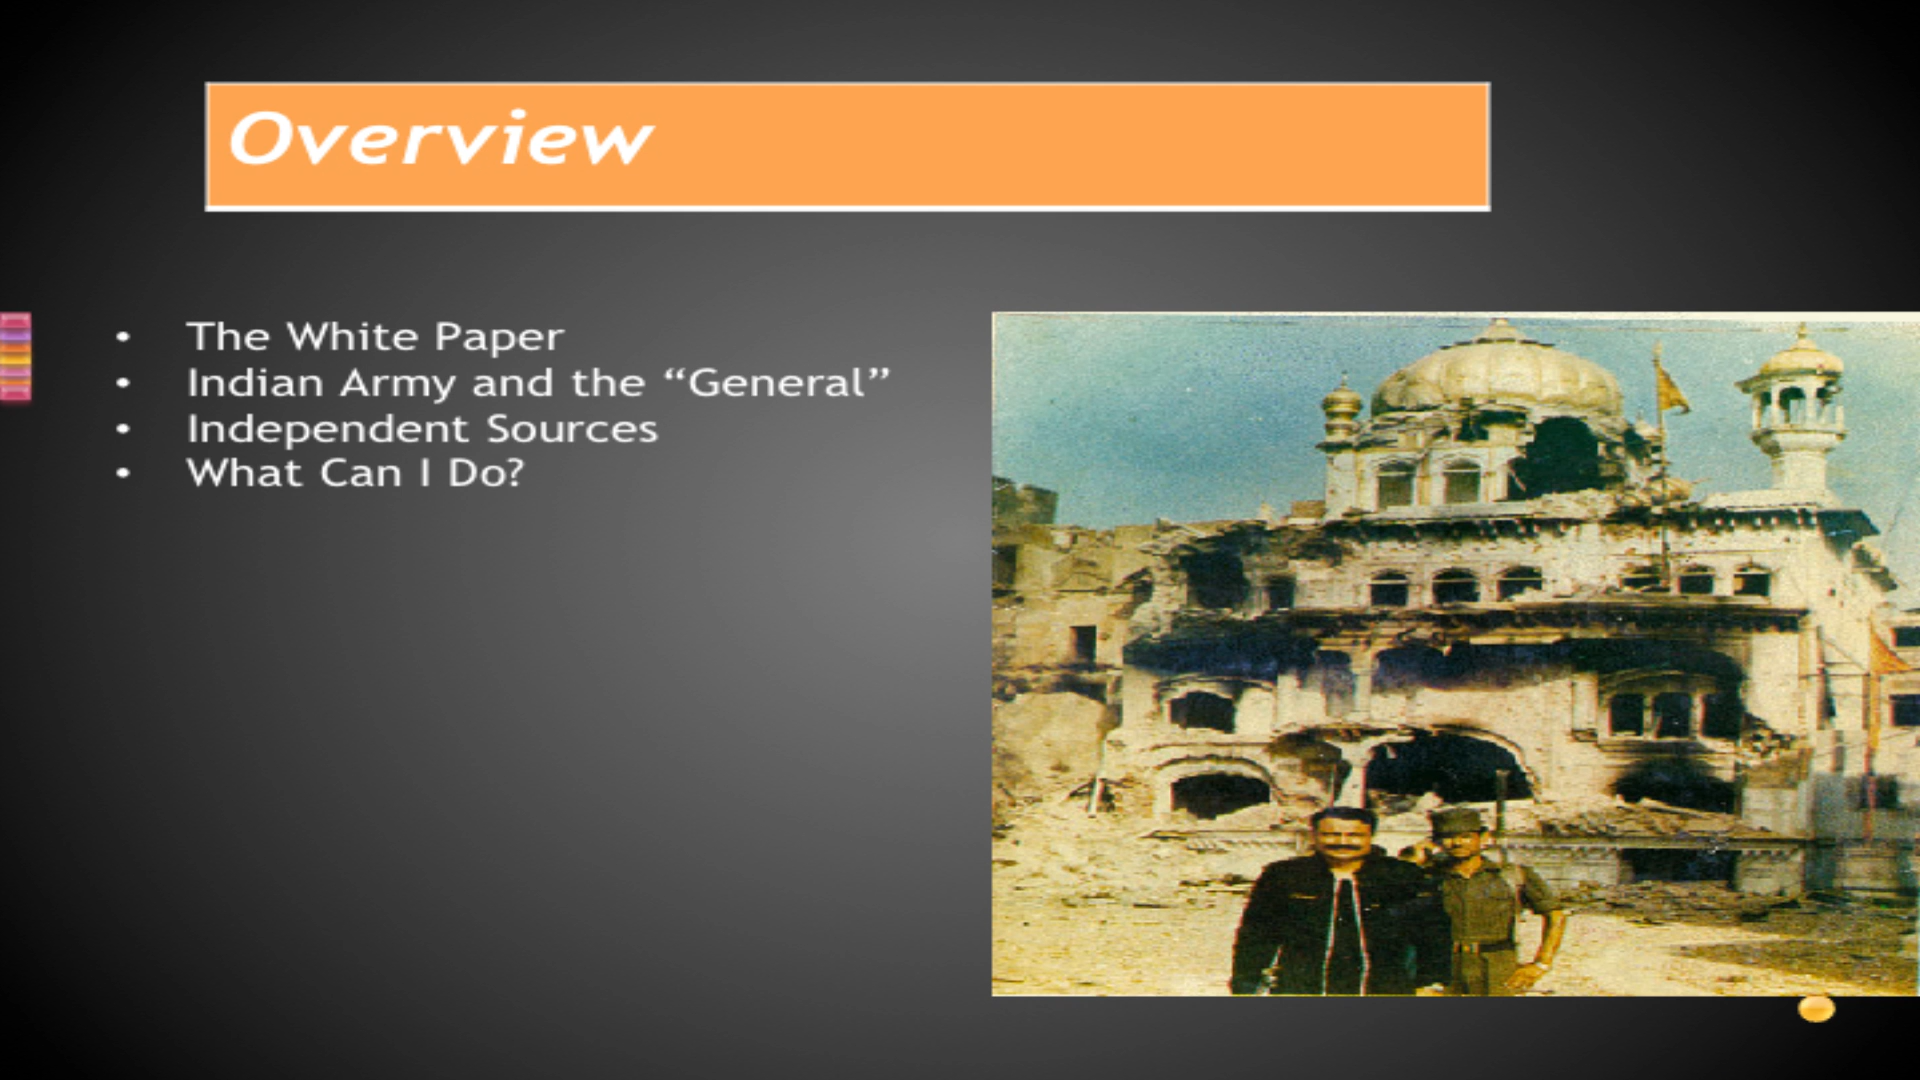 Overview
• The White Paper
• Indian Army and the “General”
• Independent Sources
• What Can I Do?